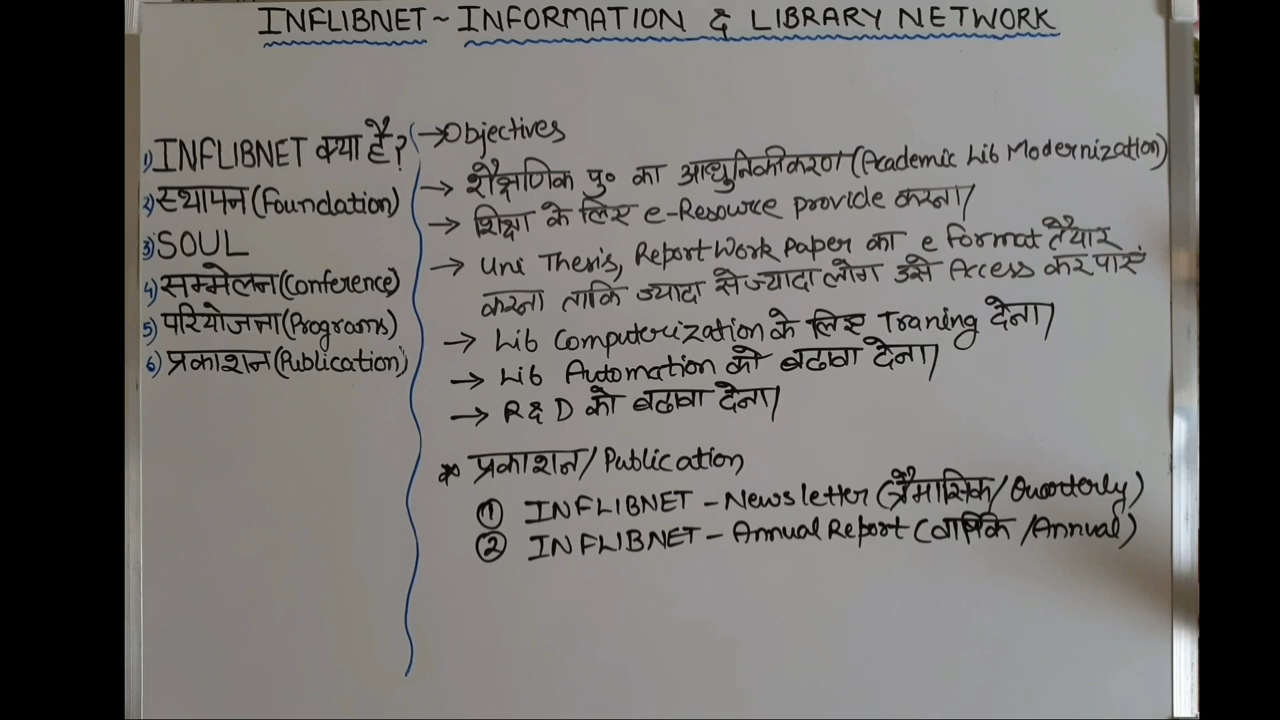 INFLIBNET ~ INFORMATION & LIBRARY NETWORK
1) INFLIBNET क्या है?
2) स्थापन (Foundation)
3) SOUL
4) सम्मेलन (Conference)
5) परियोजना (Programs)
6) प्रकाशन (Publication)
→ Objectives
→ शैक्षणिक पु० का आधुनिकीकरण (Academic Lib Modernization)
→ शिक्षा के लिए e-Resource provide करना।
→ Uni Thesis, Report Work Paper का e format तैयार
करना ताकि ज्यादा से ज्यादा लोग उसे Access कर पाएं
→ Lib Computerization के लिए Traning देना।
→ Lib Automation को बढावा देना।
→ R & D को बढावा देना।
* प्रकाशन / Publication
① INFLIBNET - Newsletter (त्रैमासिक / Quarterly)
② INFLIBNET - Annual Report (वार्षिक / Annual)